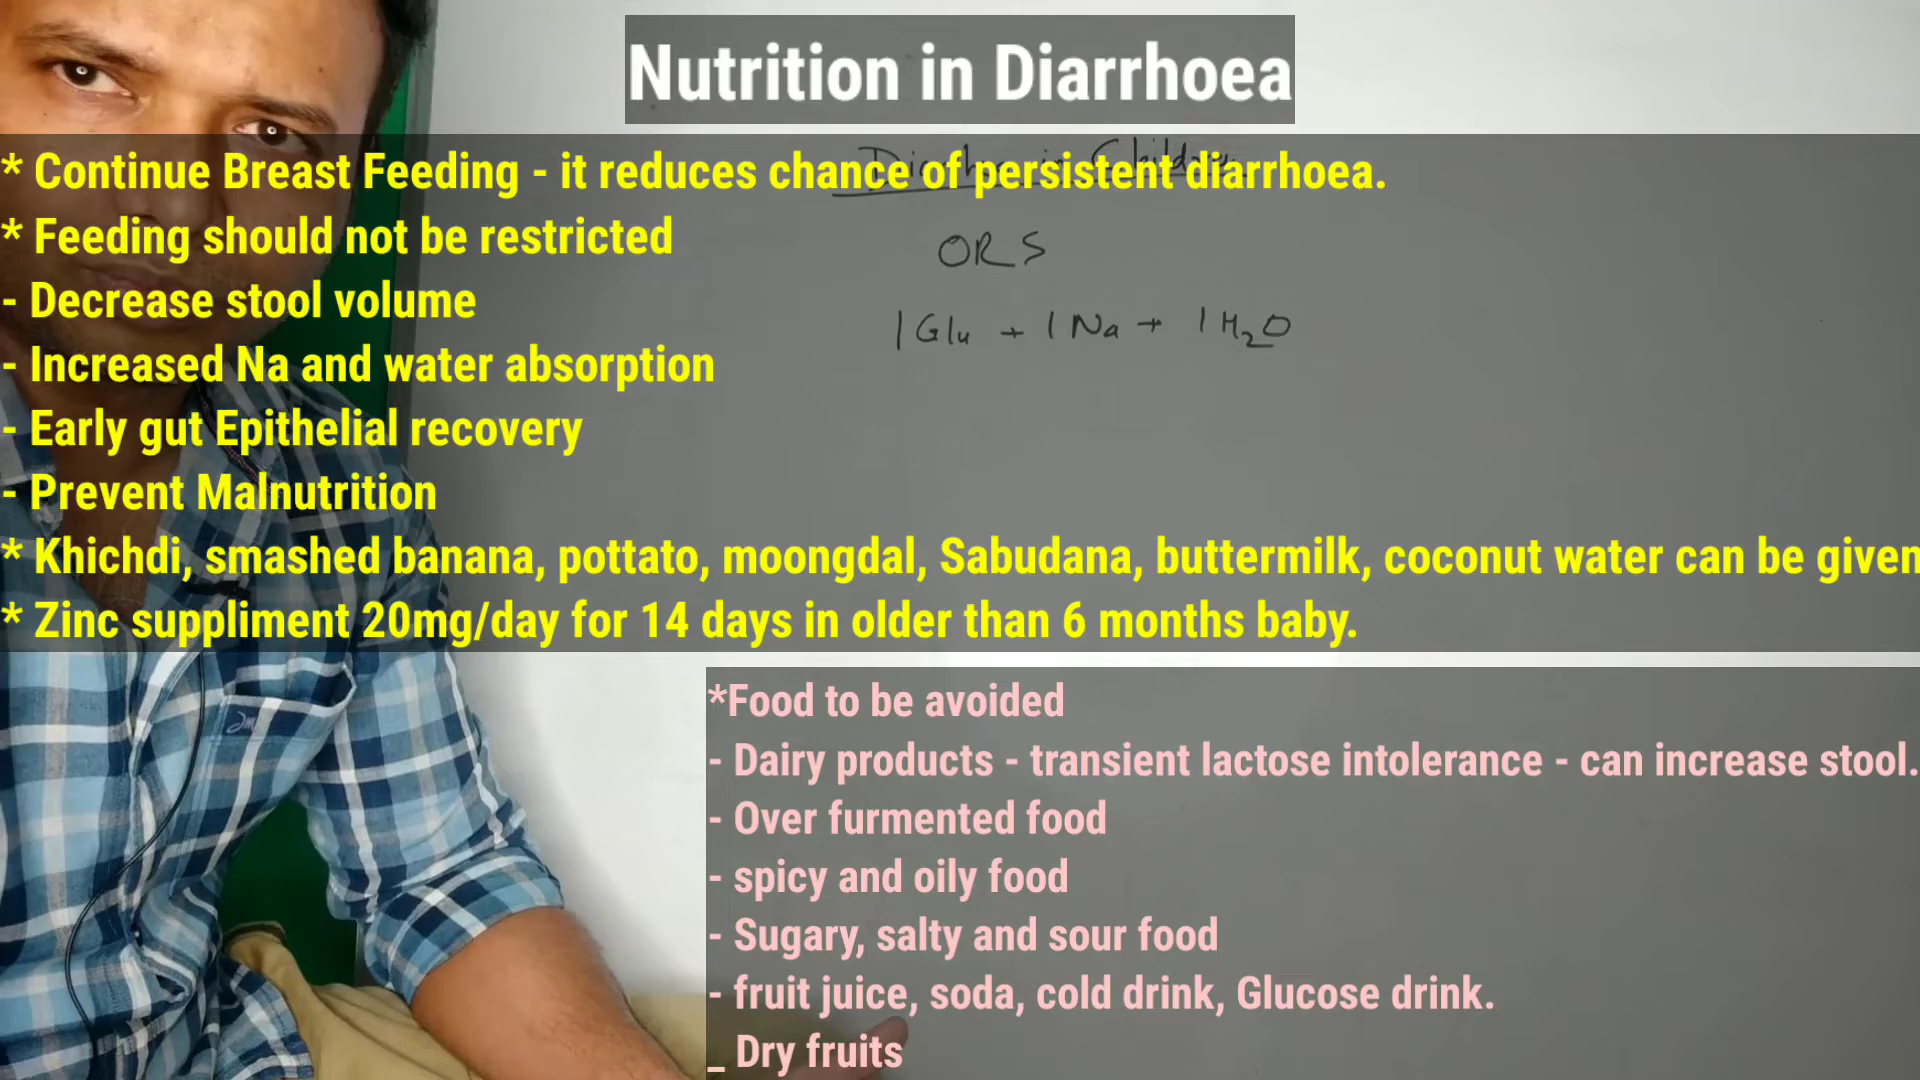 Nutrition in Diarrhoea
* Continue Breast Feeding - it reduces chance of persistent diarrhoea.
* Feeding should not be restricted
- Decrease stool volume
- Increased Na and water absorption
- Early gut Epithelial recovery
- Prevent Malnutrition
* Khichdi, smashed banana, pottato, moongdal, Sabudana, buttermilk, coconut water can be given
* Zinc suppliment 20mg/day for 14 days in older than 6 months baby.
Diarrhea in Children
ORS
1 Glu + 1 Na + 1 H₂O
*Food to be avoided
- Dairy products - transient lactose intolerance - can increase stool.
- Over furmented food
- spicy and oily food
- Sugary, salty and sour food
- fruit juice, soda, cold drink, Glucose drink.
_ Dry fruits